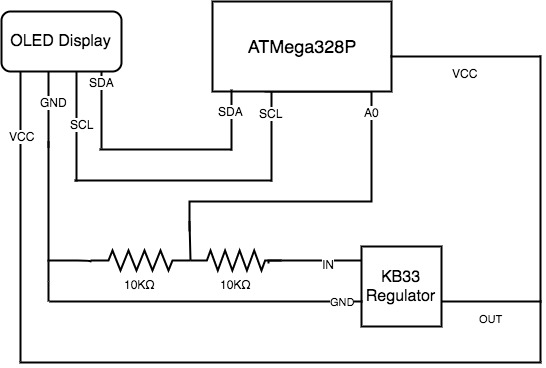 OLED Display
ATMega328P
VCC
SDA
GND
SCL
VCC
SDA
SCL
A0
10KΩ
10KΩ
IN
KB33
Regulator
GND
OUT